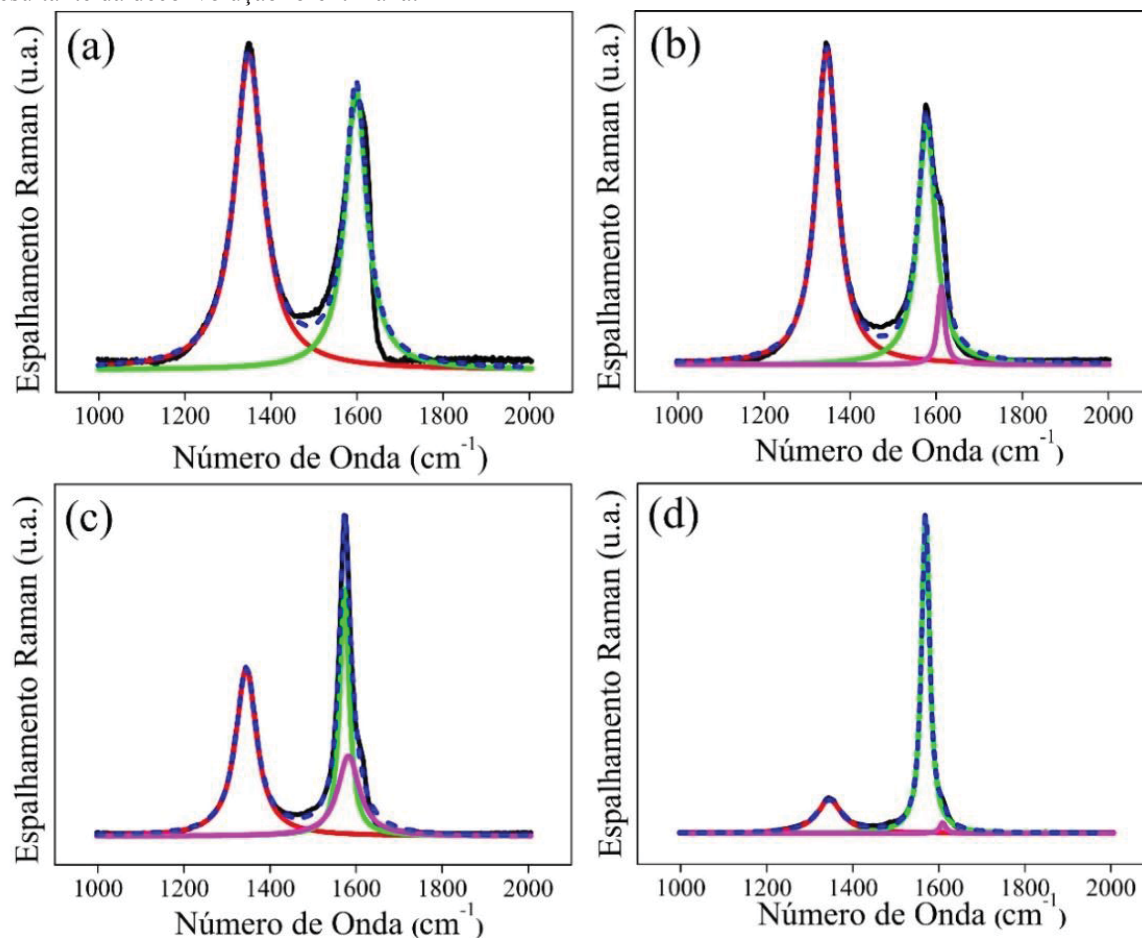 (a)
Espalhamento Raman (u.a.)
1000 1200 1400 1600 1800 2000
Número de Onda (cm-1)
(b)
Espalhamento Raman (u.a.)
1000 1200 1400 1600 1800 2000
Número de Onda (cm-1)
(c)
Espalhamento Raman (u.a.)
1000 1200 1400 1600 1800 2000
Número de Onda (cm-1)
(d)
Espalhamento Raman (u.a.)
1000 1200 1400 1600 1800 2000
Número de Onda (cm-1)